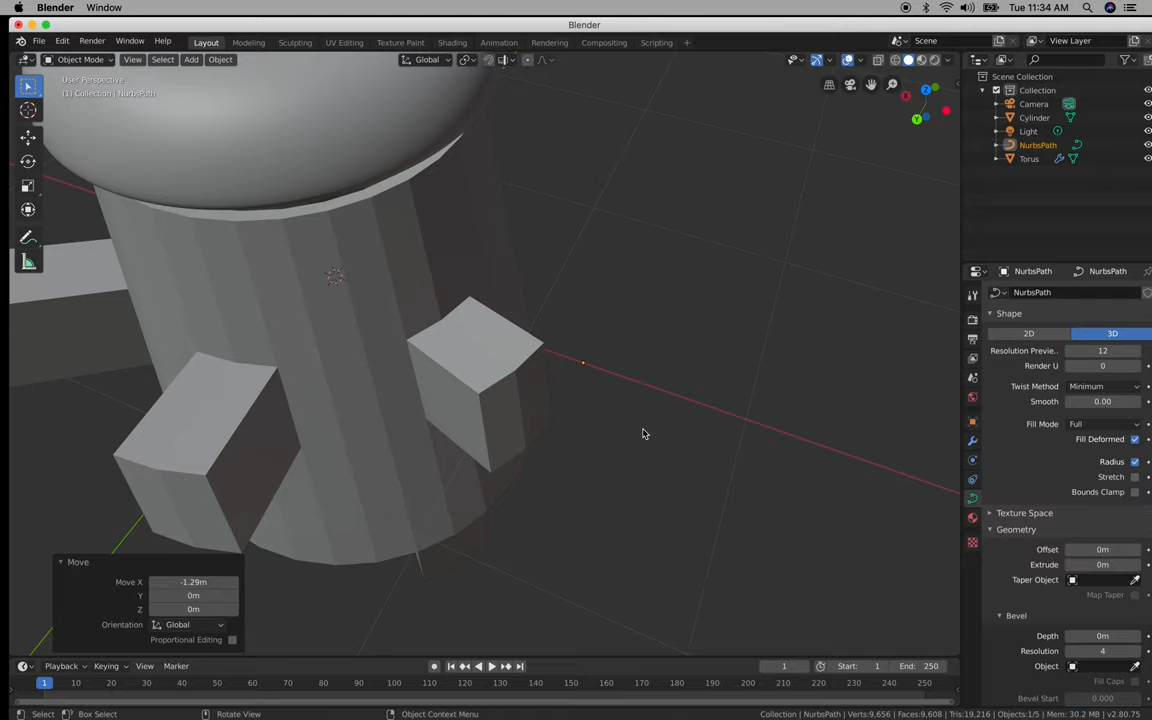 Blender Window Tue 11:34 AM
Blender
File Edit Render Window Help Layout Modeling Sculpting UV Editing Texture Paint Shading Animation Rendering Compositing Scripting + Scene View Layer
Object Mode View Select Add Object Global
User Perspective
(1) Collection | NurbsPath
Z
X
Y
Scene Collection
Collection
Camera
Cylinder
Light
NurbsPath
Torus
NurbsPath NurbsPath
NurbsPath
Shape
2D 3D
Resolution Previe.. 12
Render U 0
Twist Method Minimum
Smooth 0.00
Fill Mode Full
Fill Deformed
Radius
Stretch
Bounds Clamp
Texture Space
Geometry
Offset 0m
Extrude 0m
Taper Object
Map Taper
Bevel
Depth 0m
Resolution 4
Object
Fill Caps
Bevel Start 0.000
Move
Move X -1.29m
Y 0m
Z 0m
Orientation Global
Proportional Editing
Playback Keying View Marker 1 Start: 1 End: 250
1 10 20 30 40 50 60 70 80 90 100 110 120 130 140 150 160 170 180 190 200 210 220 230 240 250
Select Box Select Rotate View Object Context Menu Collection | NurbsPath | Verts:9,656 | Faces:9,608 | Tris:19,216 | Objects:1/5 | Mem: 30.2 MB | v2.80.75